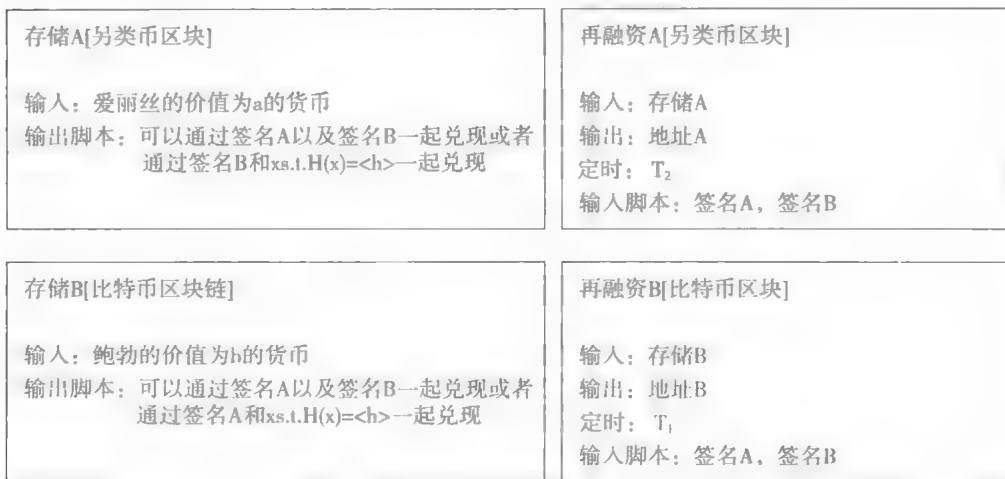 存储A[另类币区块]
输入：爱丽丝的价值为a的货币
输出脚本：可以通过签名A以及签名B一起兑现或者
通过签名B和xs.t.H(x)=<h>一起兑现
再融资A[另类币区块]
输入：存储A
输出：地址A
定时：T₂
输入脚本：签名A，签名B
存储B[比特币区块链]
输入：鲍勃的价值为b的货币
输出脚本：可以通过签名A以及签名B一起兑现或者
通过签名A和xs.t.H(x)=<h>一起兑现
再融资B[比特币区块]
输入：存储B
输出：地址B
定时：T₁
输入脚本：签名A，签名B